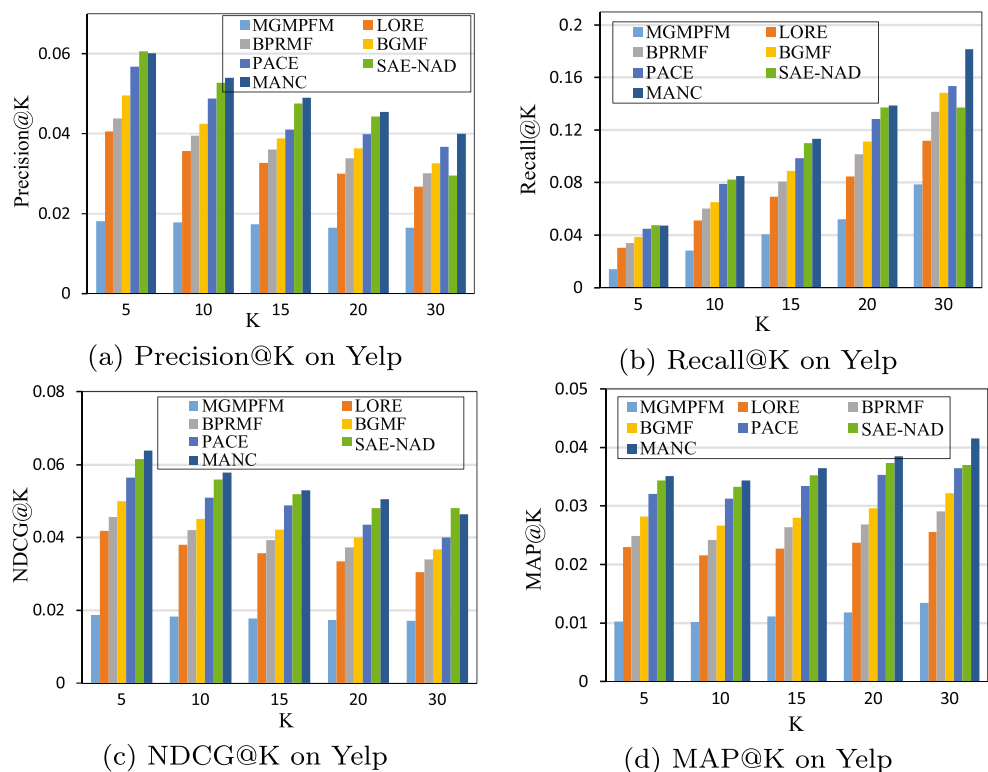 MGMPFM LORE
BPRMF BGMF
PACE SAE-NAD
MANC
Precision@K
0.06
0.04
0.02
0
5 10 15 20 30
K
(a) Precision@K on Yelp
MGMPFM LORE
BPRMF BGMF
PACE SAE-NAD
MANC
Recall@K
0.2
0.16
0.12
0.08
0.04
0
5 10 15 20 30
K
(b) Recall@K on Yelp
MGMPFM LORE
BPRMF BGMF
PACE SAE-NAD
MANC
NDCG@K
0.08
0.06
0.04
0.02
0
5 10 15 20 30
K
(c) NDCG@K on Yelp
MGMPFM LORE BPRMF
BGMF PACE SAE-NAD
MANC
MAP@K
0.05
0.04
0.03
0.02
0.01
0
5 10 15 20 30
K
(d) MAP@K on Yelp